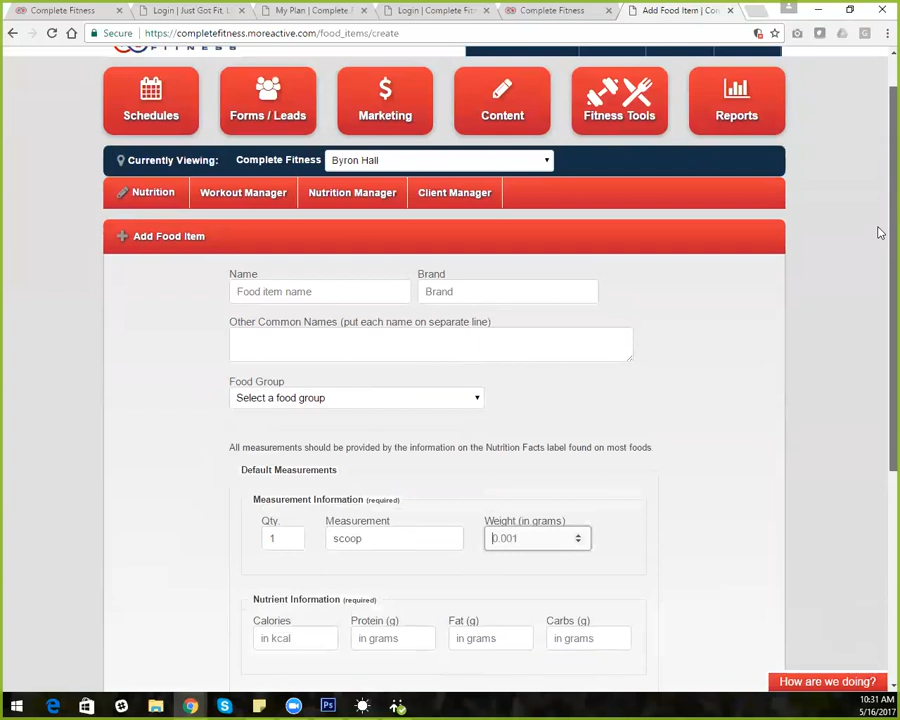 Complete Fitness
Login | Just Got Fit. L
My Plan | Complete F
Login | Complete Fitn
Complete Fitness
Add Food Item | Com
Secure https://completefitness.moreactive.com/food_items/create
FITNESS
Schedules
Forms / Leads
Marketing
Content
Fitness Tools
Reports
Currently Viewing: Complete Fitness Byron Hall
Nutrition
Workout Manager
Nutrition Manager
Client Manager
Add Food Item
Name Brand
Food item name Brand
Other Common Names (put each name on separate line)
Food Group
Select a food group
All measurements should be provided by the information on the Nutrition Facts label found on most foods.
Default Measurements
Measurement Information (required)
Qty. Measurement Weight (in grams)
1 scoop 0.001
Nutrient Information (required)
Calories Protein (g) Fat (g) Carbs (g)
in kcal in grams in grams in grams
How are we doing?
10:31 AM
5/16/2017